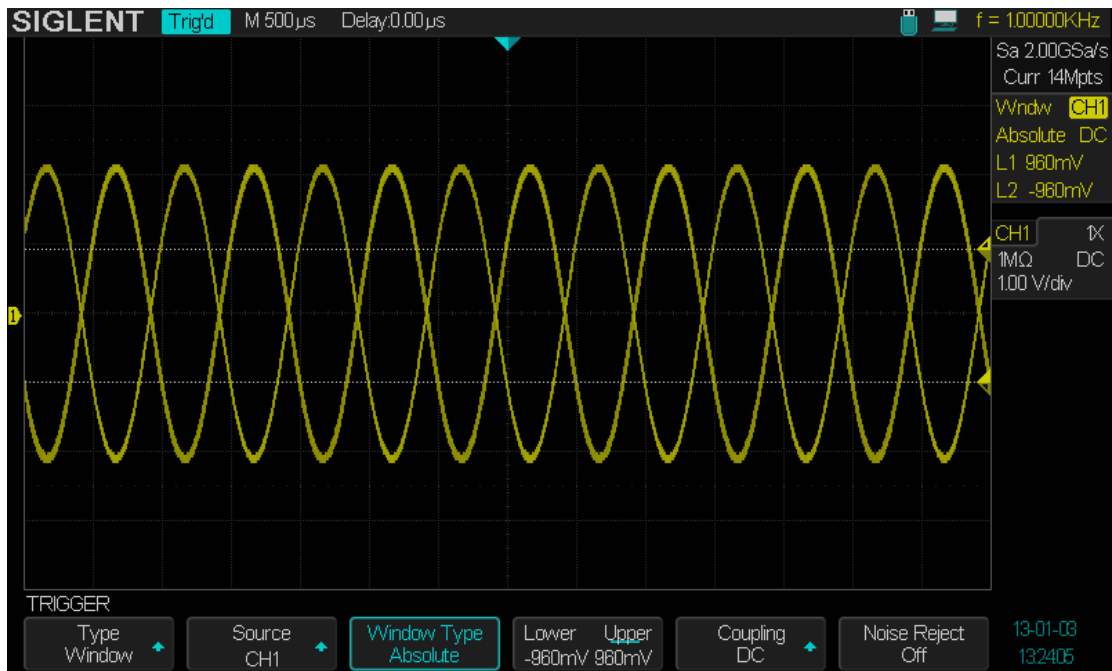 SIGLENT Trig'd M 500µs Delay:0.00µs f = 1.00000KHz
Sa 2.00GSa/s
Curr 14Mpts
Wndw CH1
Absolute DC
L1 960mV
L2 -960mV
CH1 1X
1MΩ DC
1.00 V/div
1
TRIGGER
Type Source Window Type Lower Upper Coupling Noise Reject
Window CH1 Absolute -960mV 960mV DC Off
13-01-03
13:24:05